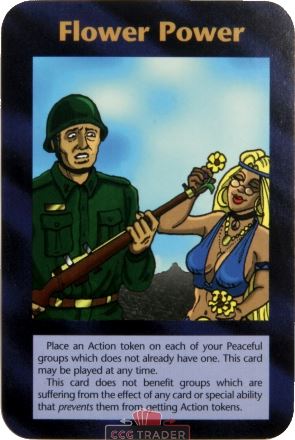 Flower Power
Place an Action token on each of your Peaceful
groups which does not already have one. This card
may be played at any time.
This card does not benefit groups which are
suffering from the effect of any card or special ability
that prevents them from getting Action tokens.
CCG TRADER